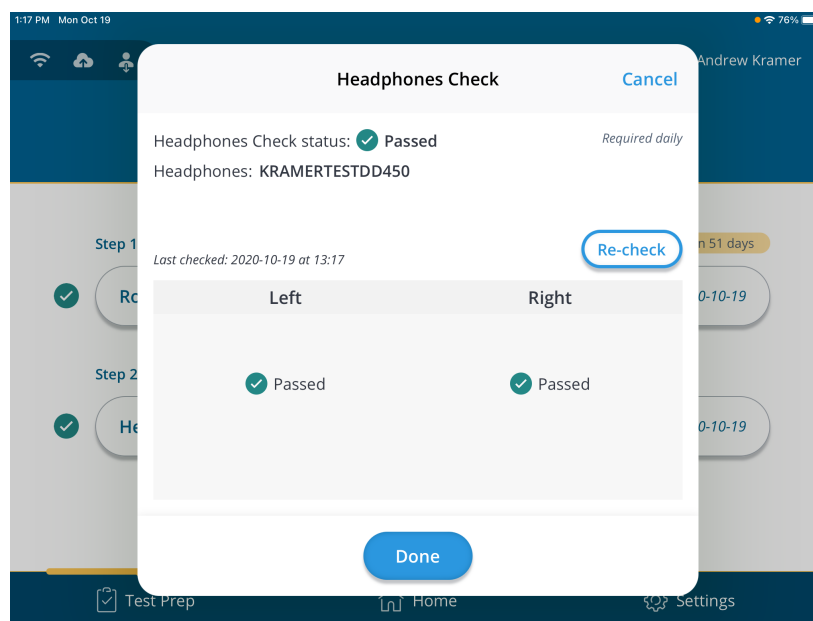 1:17 PM Mon Oct 19
76%
Andrew Kramer
Headphones Check
Cancel
Headphones Check status: Passed
Required daily
Headphones: KRAMERTESTDD450
Step 1
51 days
Last checked: 2020-10-19 at 13:17
Re-check
Left Right
0-10-19
Passed Passed
Step 2
0-10-19
Done
Test Prep
Home
Settings